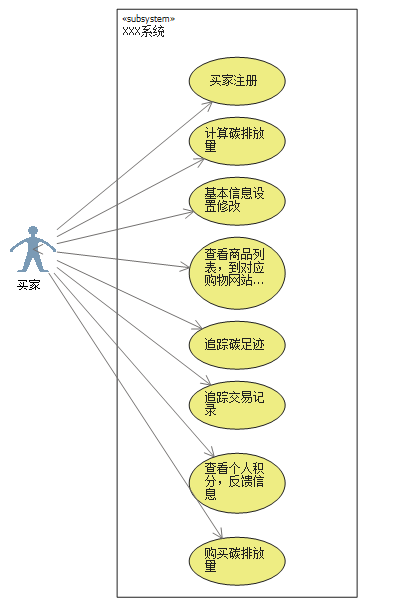 «subsystem»
XXX系统
买家注册
计算碳排放
量
基本信息设
置修改
查看商品列
表，到对应
购物网站...
买家
追踪碳足迹
追踪交易记
录
查看个人积
分，反馈信
息
购买碳排放
量